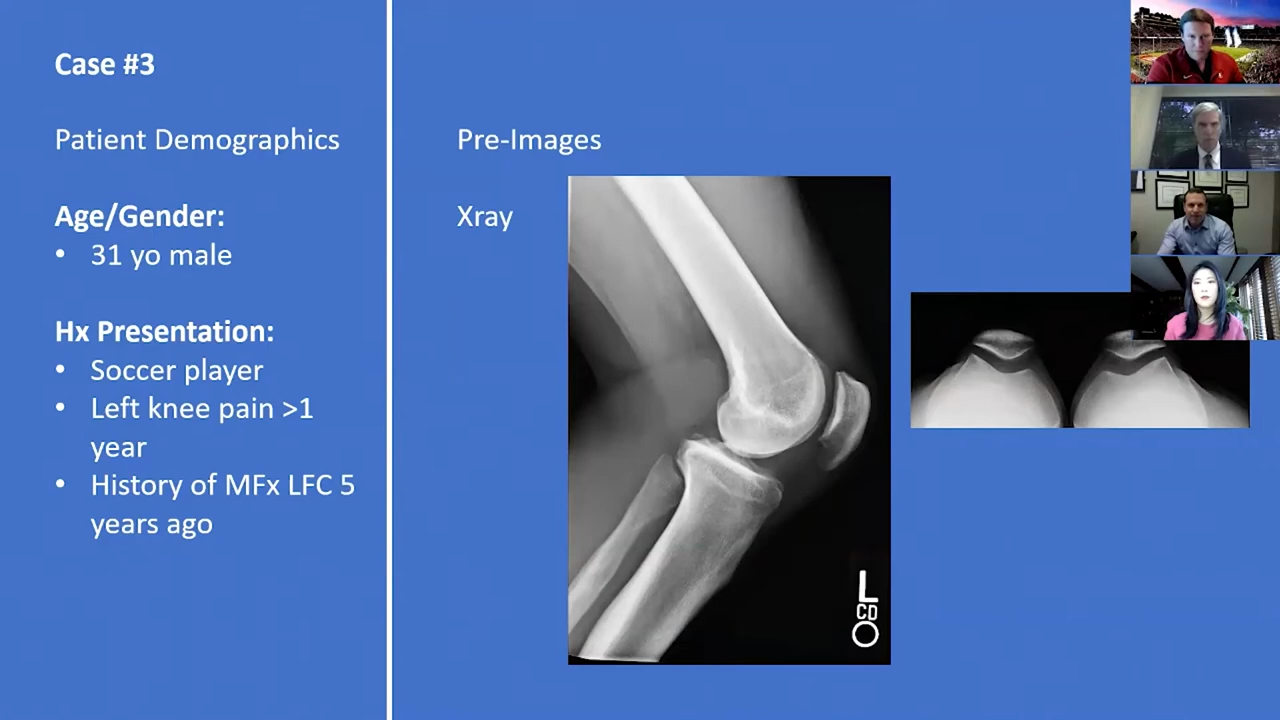 Case #3
Patient Demographics
Age/Gender:
• 31 yo male
Hx Presentation:
• Soccer player
• Left knee pain >1
year
• History of MFx LFC 5
years ago
Pre-Images
Xray
L
CD
O